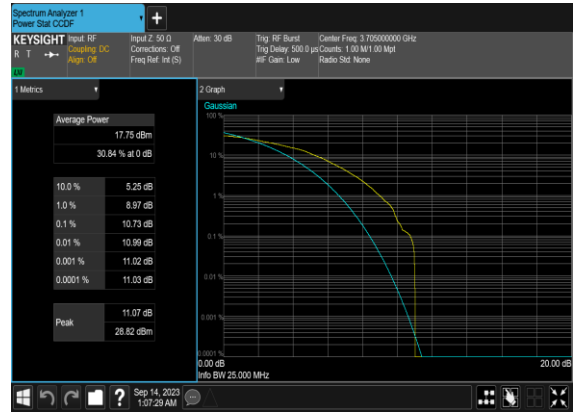 Spectrum Analyzer 1
Power Stat CCDF
+
KEYSIGHT
R T
LXI
Input: RF
Coupling: DC
Align: Off
Input Z: 50 Ω
Corrections: Off
Freq Ref: Int (S)
Atten: 30 dB
Trig: RF Burst
Trig Delay: 500.0 µs
#IF Gain: Low
Center Freq: 3.705000000 GHz
Counts: 1.00 M/1.00 Mpt
Radio Std: None
1 Metrics
Average Power
17.75 dBm
30.84 % at 0 dB
10.0 % 5.25 dB
1.0 % 8.97 dB
0.1 % 10.73 dB
0.01 % 10.99 dB
0.001 % 11.02 dB
0.0001 % 11.03 dB
Peak
11.07 dB
28.82 dBm
2 Graph
Gaussian
100 %
10 %
1 %
0.1 %
0.01 %
0.001 %
0.0001 %
0.00 dB 20.00 dB
Info BW 25.000 MHz
?
Sep 14, 2023
1:07:29 AM